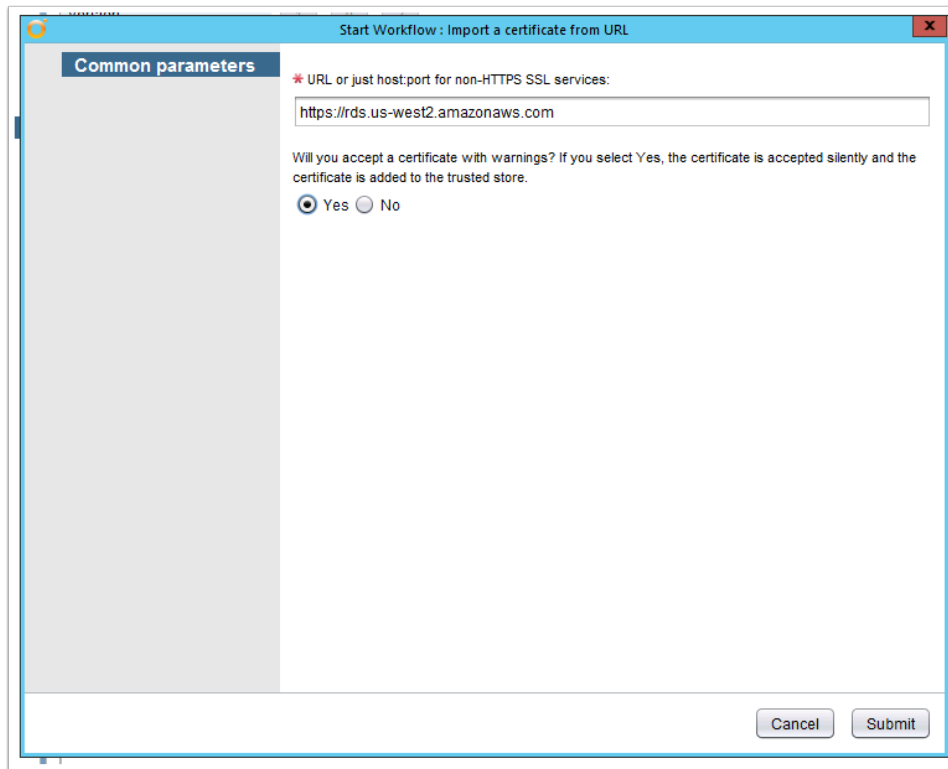 Start Workflow : Import a certificate from URL
x
Common parameters
* URL or just host:port for non-HTTPS SSL services:
https://rds.us-west2.amazonaws.com
Will you accept a certificate with warnings? If you select Yes, the certificate is accepted silently and the
certificate is added to the trusted store.
Yes No
Cancel Submit